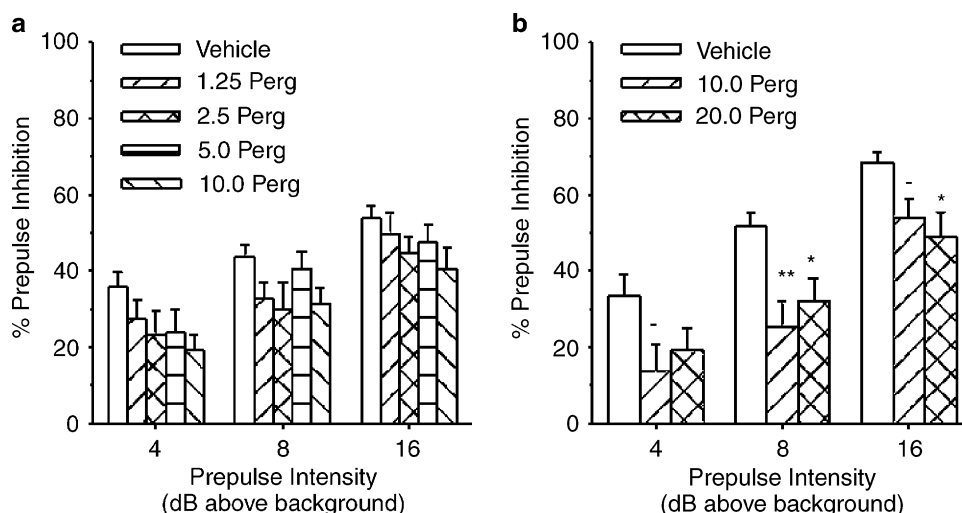 a
% Prepulse Inhibition
100
80
60
40
20
0
Vehicle
1.25 Perg
2.5 Perg
5.0 Perg
10.0 Perg
4
8
16
Prepulse Intensity
(dB above background)
b
% Prepulse Inhibition
100
80
60
40
20
0
Vehicle
10.0 Perg
20.0 Perg
-
**
*
-
*
4
8
16
Prepulse Intensity
(dB above background)